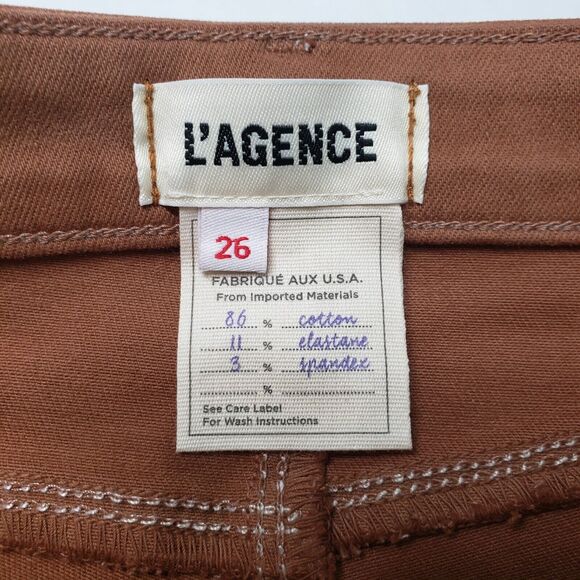 L'AGENCE
26
FABRIQUÉ AUX U.S.A.
From Imported Materials
86 % cotton
11 % elastane
3 % spandex
%
See Care Label
For Wash Instructions